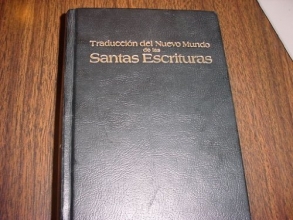 Traducción del Nuevo Mundo
de las
Santas Escrituras